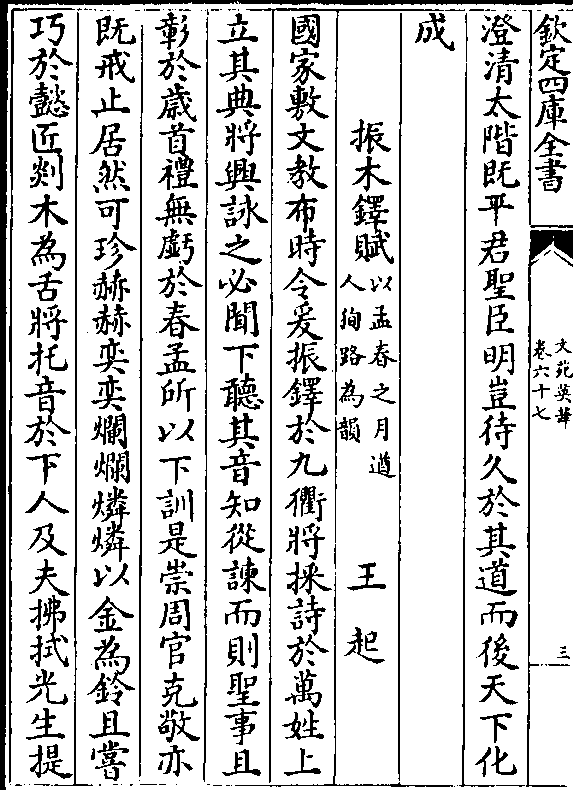 欽定四庫全書
文苑英華
卷六十七
三
澄清太階既平君聖臣明豈待久於其道而後天下化
成
振木鐸賦以孟春之月遒
人徇路為韻
王起
國家敷文教布時令爰振鐸於九衢將採詩於萬姓上
立其典將興詠之必聞下聽其音知從諫而則聖事且
彰於歲首禮無虧於春孟所以下訓是崇周官克敬亦
既戒止居然可珍赫赫奕奕爛爛燐燐以金為鈴且嘗
巧於懿匠剡木為舌將托音於下人及夫拂拭光生提